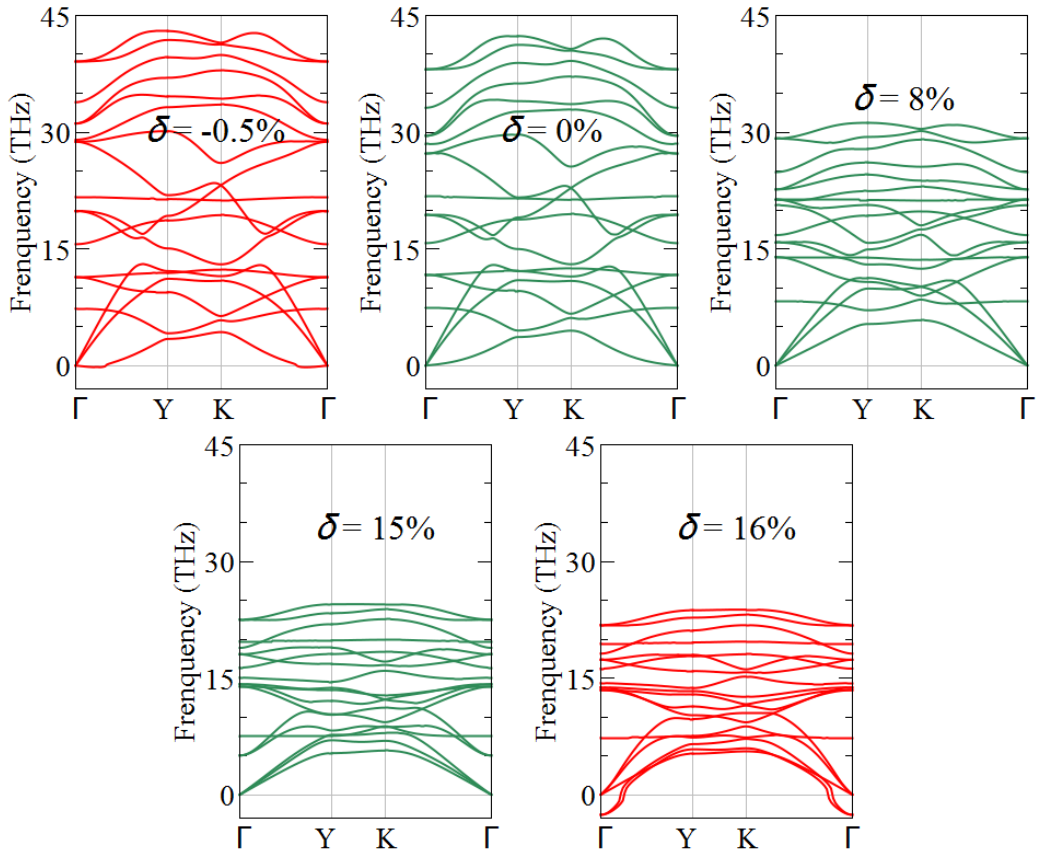 45
30
15
0
Frenquency (THz)
δ = -0.5%
Γ Y K Γ
45
30
15
0
Frenquency (THz)
δ = 0%
Γ Y K Γ
45
30
15
0
Frenquency (THz)
δ = 8%
Γ Y K Γ
45
30
15
0
Frenquency (THz)
δ = 15%
Γ Y K Γ
45
30
15
0
Frenquency (THz)
δ = 16%
Γ Y K Γ